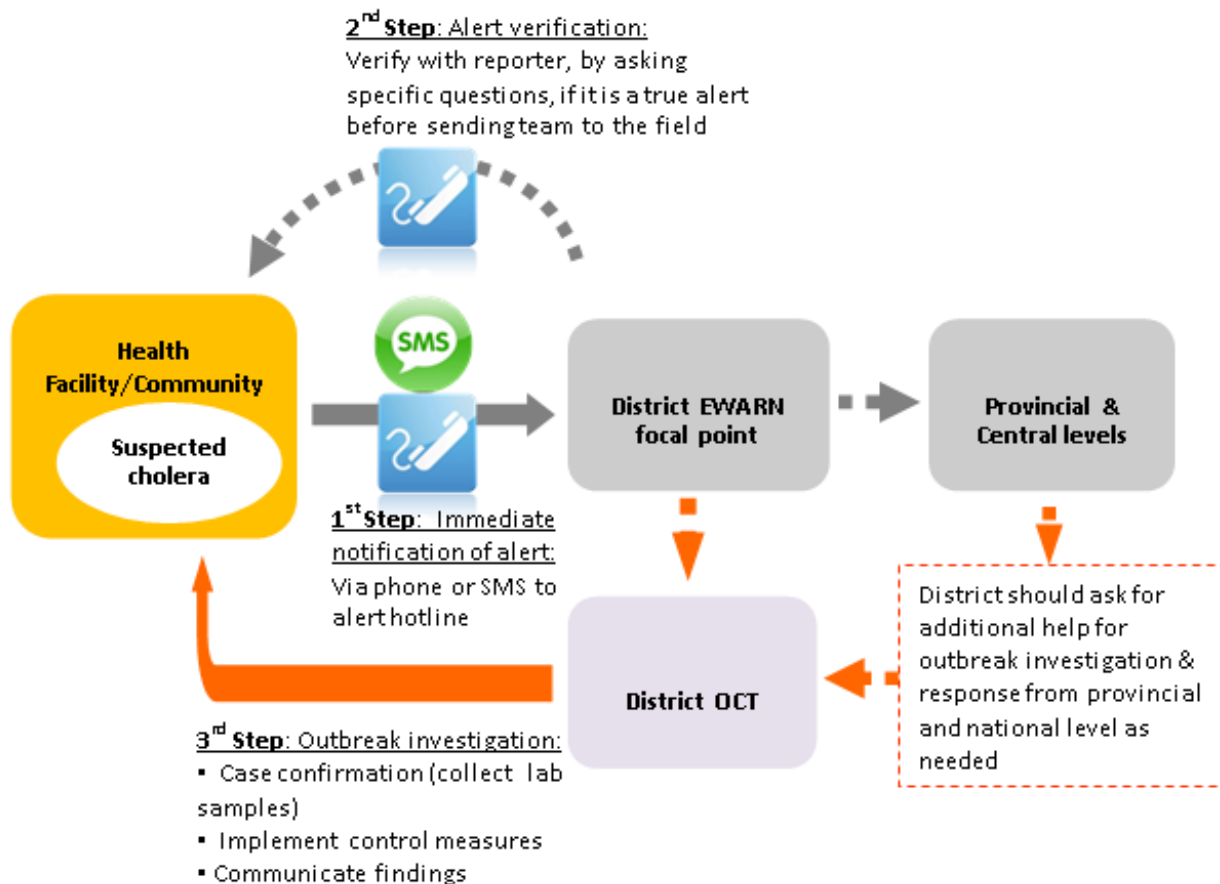 2nd Step: Alert verification:
Verify with reporter, by asking
specific questions, if it is a true alert
before sending team to the field
SMS
Health
Facility/Community
Suspected
cholera
District EWARN
focal point
Provincial &
Central levels
1st Step: Immediate
notification of alert:
Via phone or SMS to
alert hotline
District OCT
District should ask for
additional help for
outbreak investigation &
response from provincial
and national level as
needed
3rd Step: Outbreak investigation:
▪ Case confirmation (collect lab
samples)
▪ Implement control measures
▪ Communicate findings